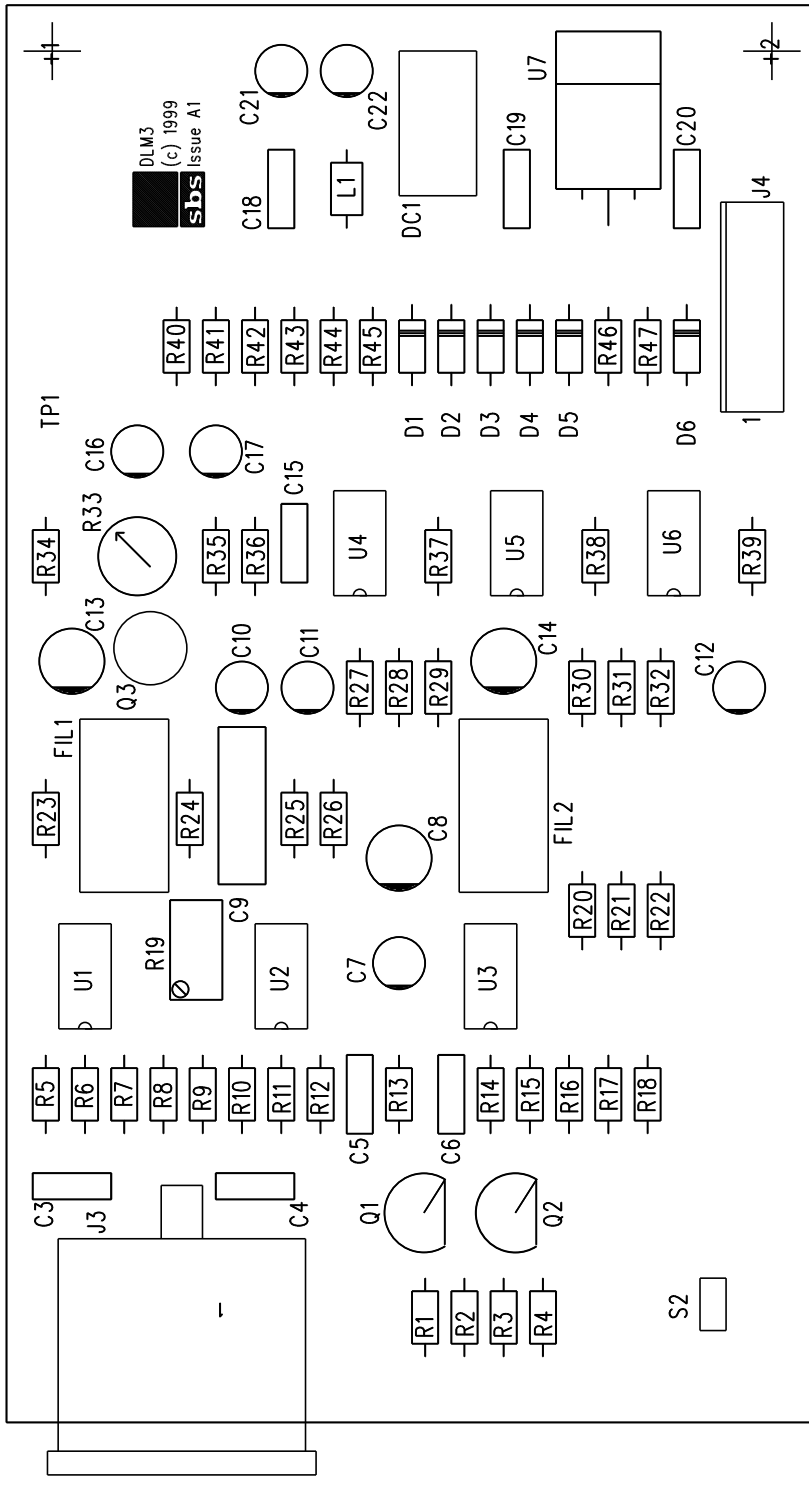 +1
+2
C21
C22
U7
DLM3
(c) 1999
Issue A1
sbs
C18
L1
DC1
C19
C20
J4
R40
R41
R42
R43
R44
R45
R46
R47
D1
D2
D3
D4
D5
D6
1
TP1
C16
C17
C15
R33
R34
R35
R36
U4
R37
U5
R38
U6
R39
C13
Q3
C10
C11
R27
R28
R29
C14
R30
R31
R32
C12
FIL1
R23
R24
R25
R26
C8
FIL2
C9
R19
R20
R21
R22
U1
U2
C7
U3
R5
R6
R7
R8
R9
R10
R11
R12
C5
R13
C6
R14
R15
R16
R17
R18
C3
J3
C4
Q1
Q2
1
R1
R2
R3
R4
S2